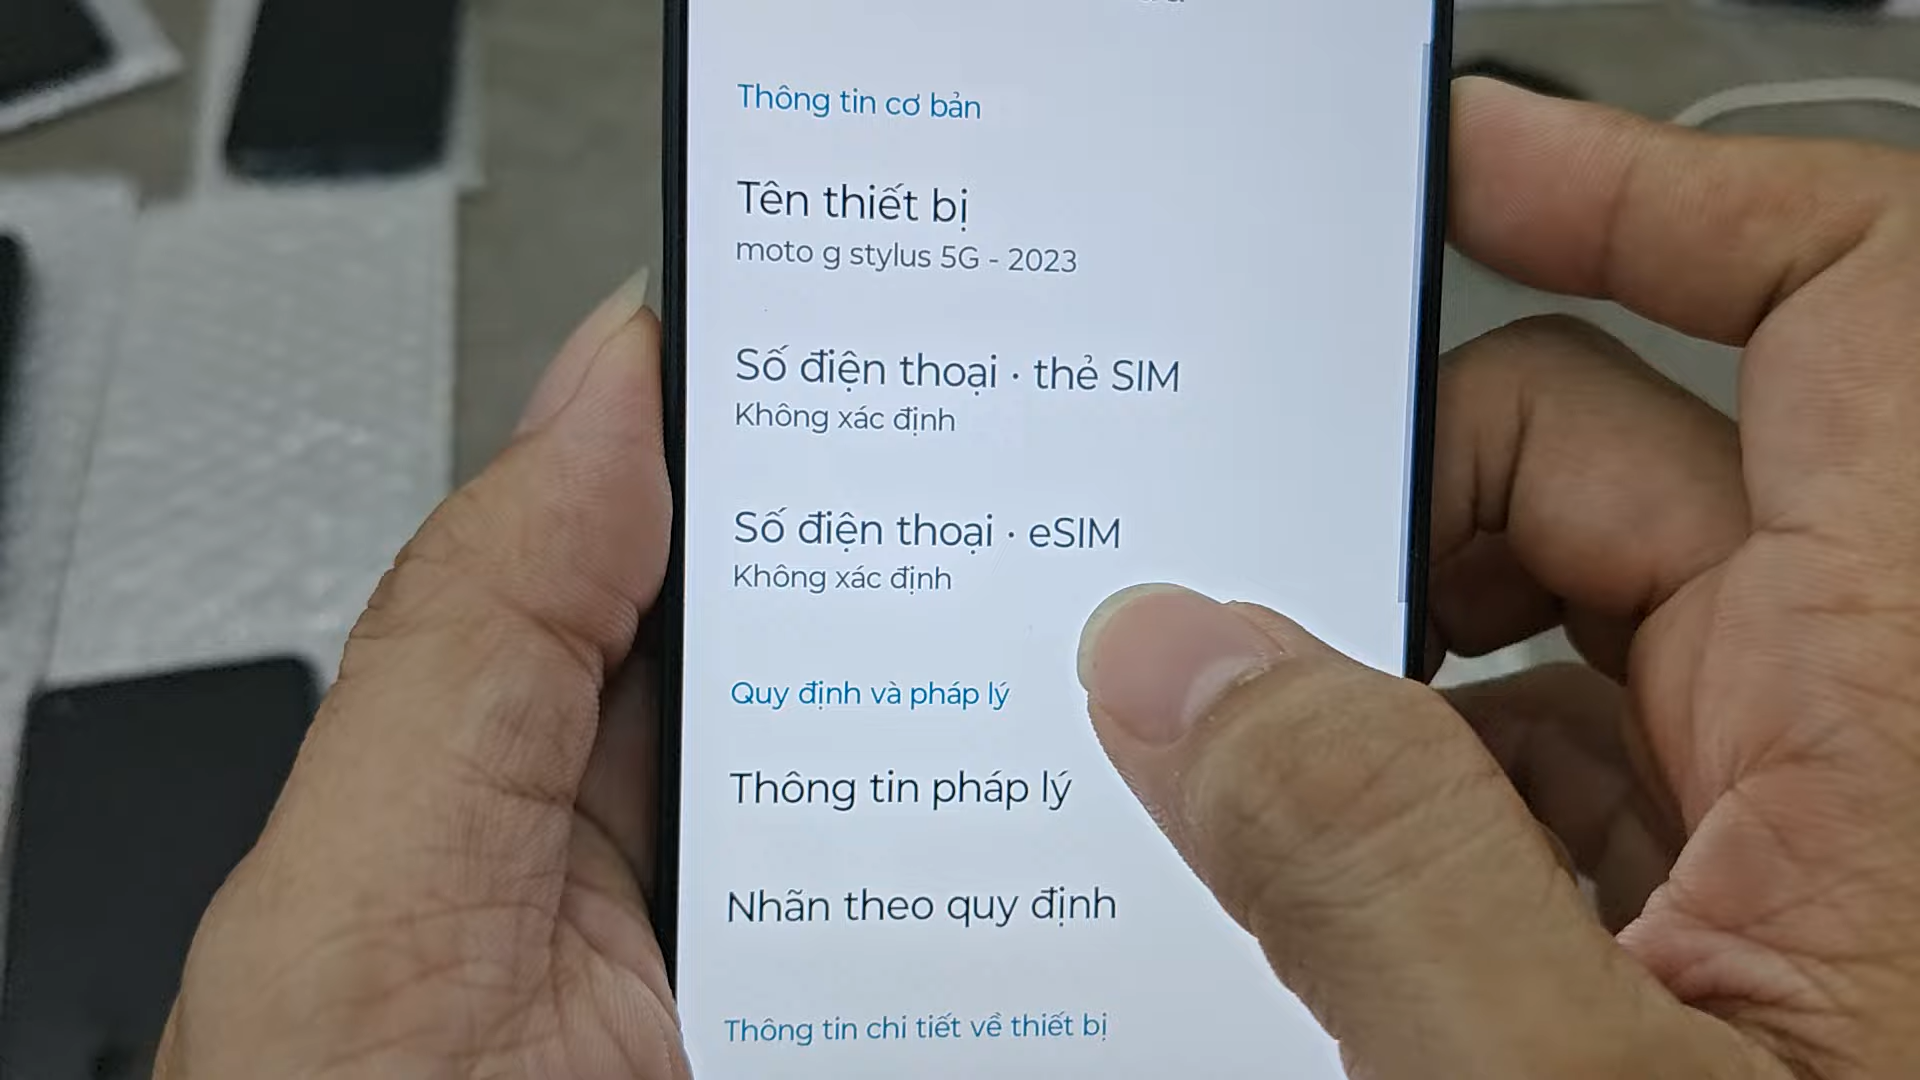 Thông tin cơ bản
Tên thiết bị
moto g stylus 5G - 2023
Số điện thoại · thẻ SIM
Không xác định
Số điện thoại · eSIM
Không xác định
Quy định và pháp lý
Thông tin pháp lý
Nhãn theo quy định
Thông tin chi tiết về thiết bị